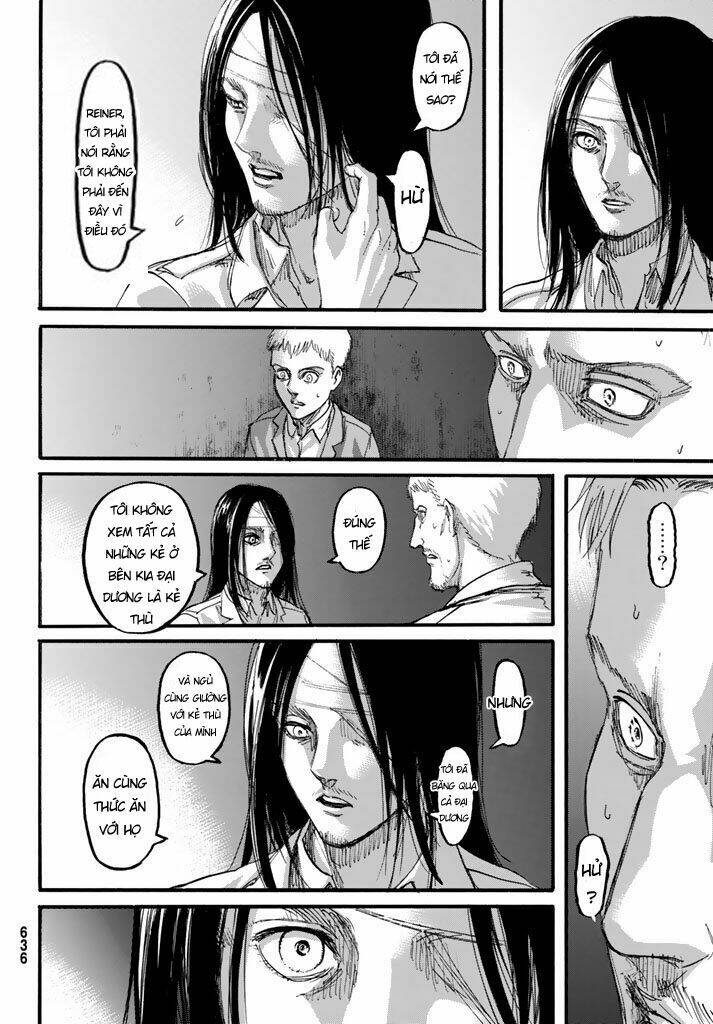 TÔI ĐÃ
NÓI THẾ
SAO?
HỪ
REINER,
TÔI PHẢI
NÓI RẰNG
TÔI KHÔNG
PHẢI ĐẾN
ĐÂY VÌ
ĐIỀU ĐÓ
........
?
ĐÚNG
THẾ
TÔI KHÔNG
XEM TẤT CẢ
NHỮNG KẺ Ở
BÊN KIA ĐẠI
DƯƠNG LÀ KẺ
THÙ
HỬ
?
NHƯNG
TÔI ĐÃ
BĂNG QUA
CẢ ĐẠI
DƯƠNG
VÀ NGỦ
CÙNG GIƯỜNG
VỚI KẺ THÙ
CỦA MÌNH
ĂN CÙNG
THỨC ĂN
VỚI HỌ
636